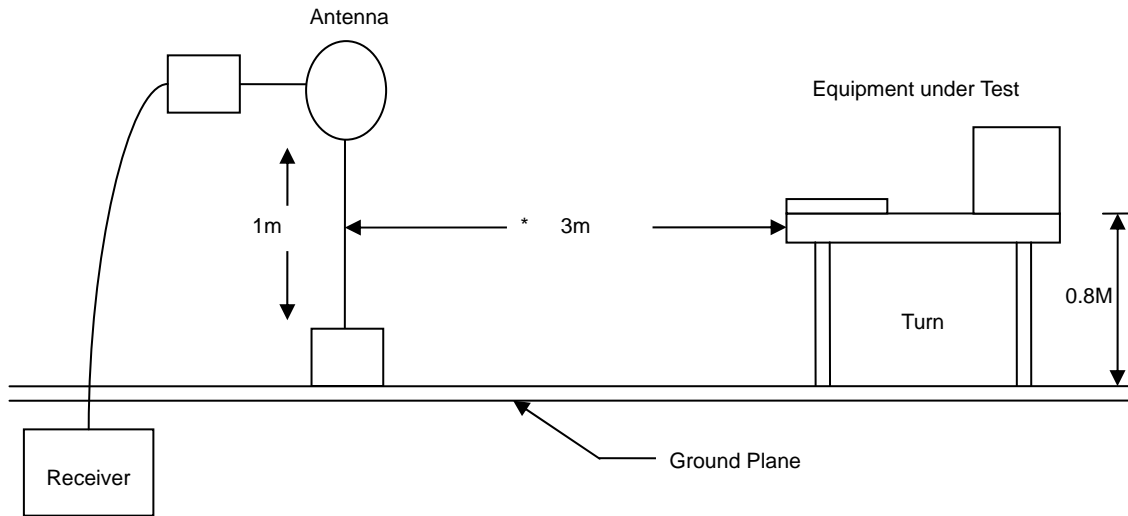 Antenna
Equipment under Test
1m
* 3m
0.8M
Turn
Receiver
Ground Plane